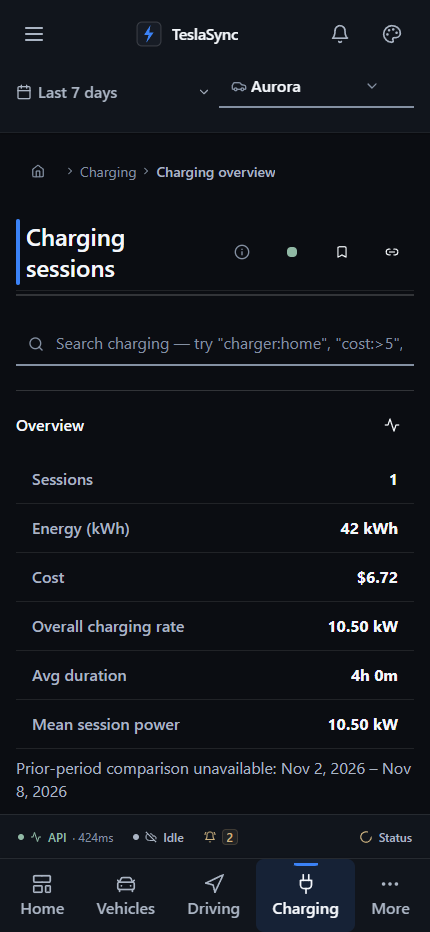 TeslaSync
Last 7 days
Aurora
Charging
Charging overview
Charging
sessions
Search charging — try "charger:home", "cost:>5",
Overview
Sessions
1
Energy (kWh)
42 kWh
Cost
$6.72
Overall charging rate
10.50 kW
Avg duration
4h 0m
Mean session power
10.50 kW
Prior-period comparison unavailable: Nov 2, 2026 – Nov
8, 2026
API · 424ms
Idle
2
Status
Home
Vehicles
Driving
Charging
More